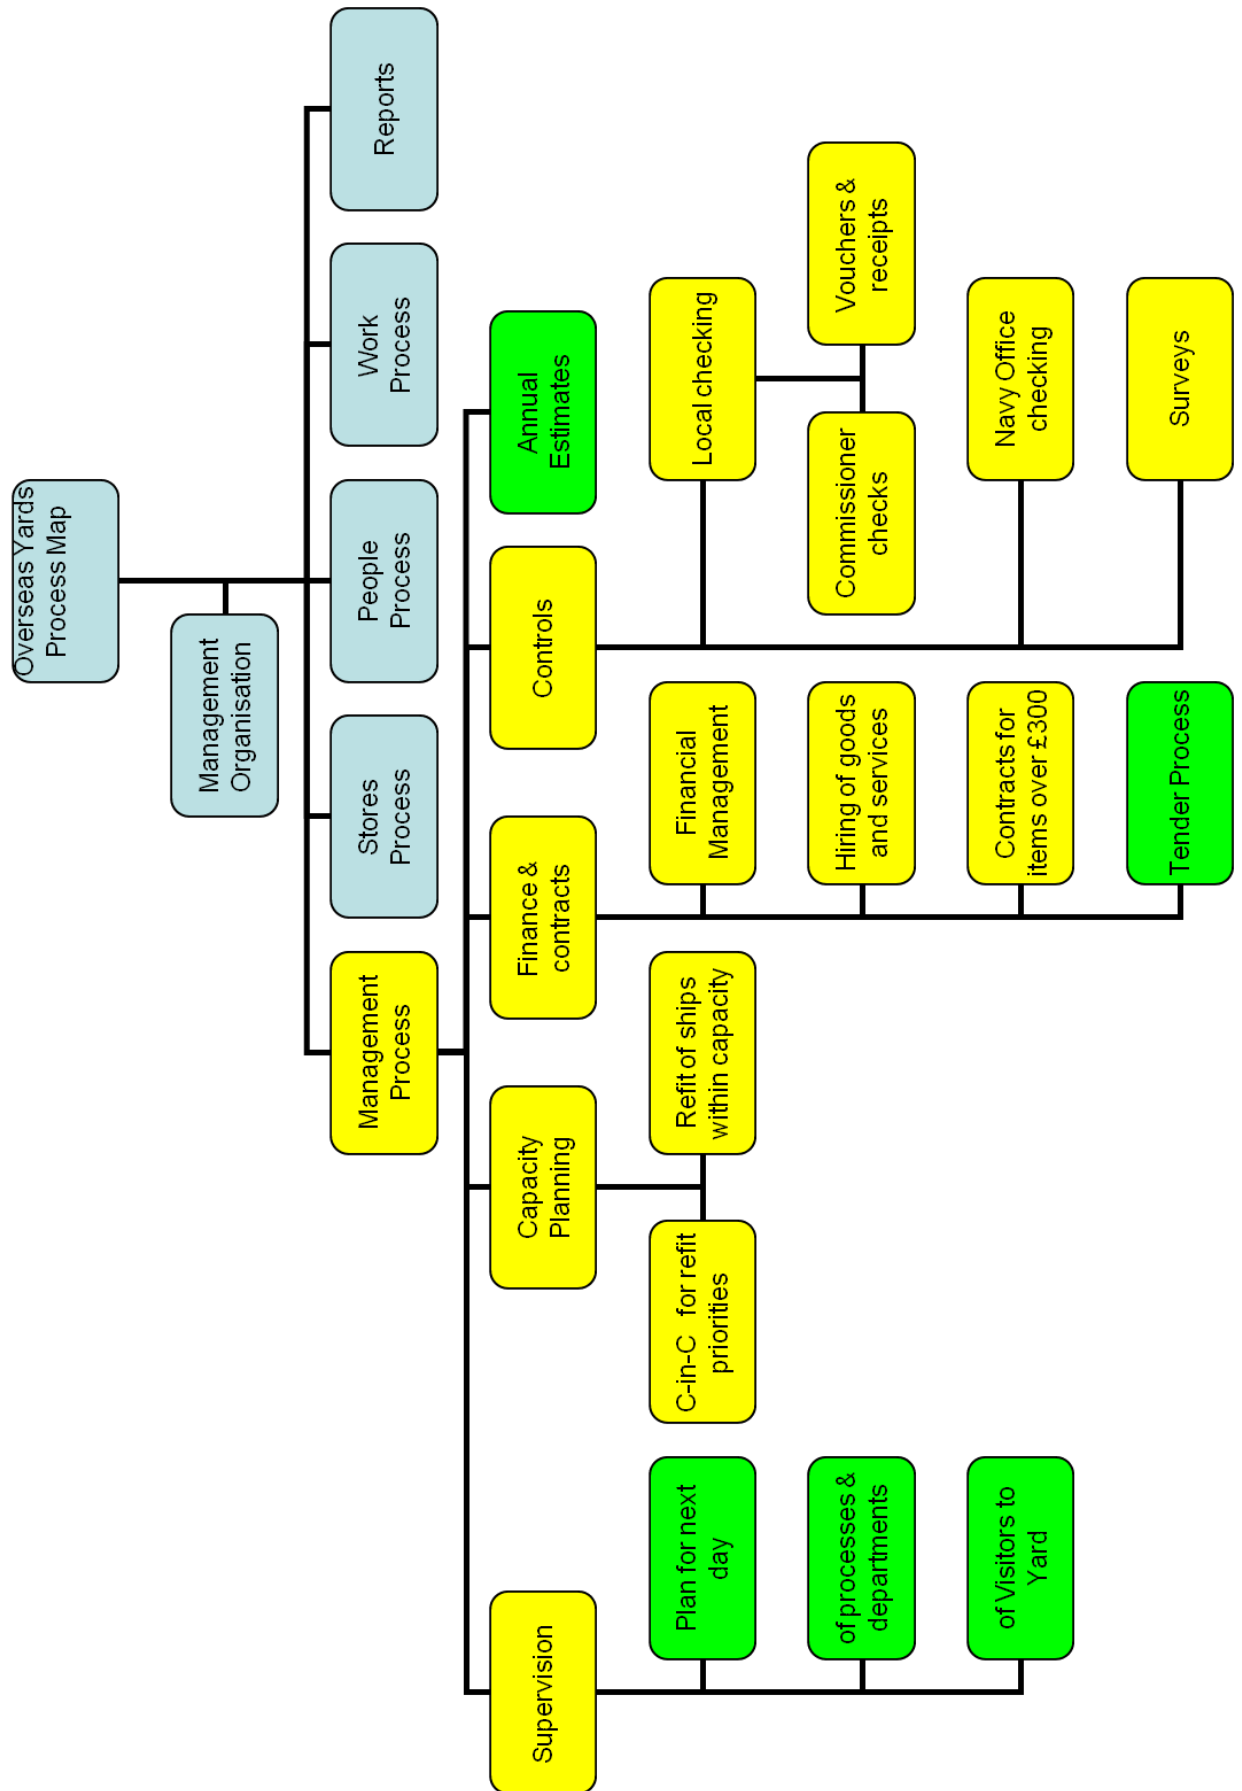 Overseas Yards
Process Map
Management
Organisation
Management
Process
Stores
Process
People
Process
Work
Process
Reports
Supervision
Capacity
Planning
Finance &
contracts
Controls
Annual
Estimates
Plan for next
day
of processes &
departments
of Visitors to
Yard
C-in-C for refit
priorities
Refit of ships
within capacity
Financial
Management
Hiring of goods
and services
Contracts for
items over £300
Tender Process
Local checking
Commissioner
checks
Vouchers &
receipts
Navy Office
checking
Surveys